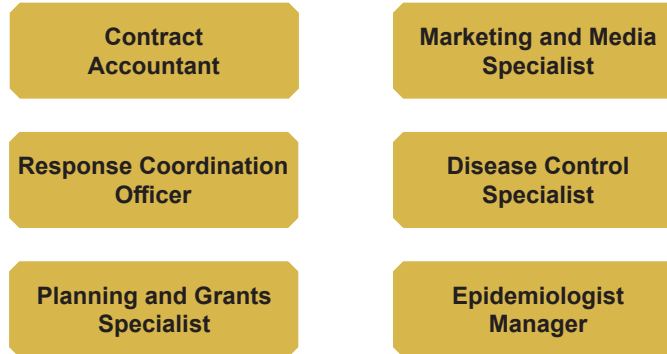 Contract
Accountant
Marketing and Media
Specialist
Response Coordination
Officer
Disease Control
Specialist
Planning and Grants
Specialist
Epidemiologist
Manager